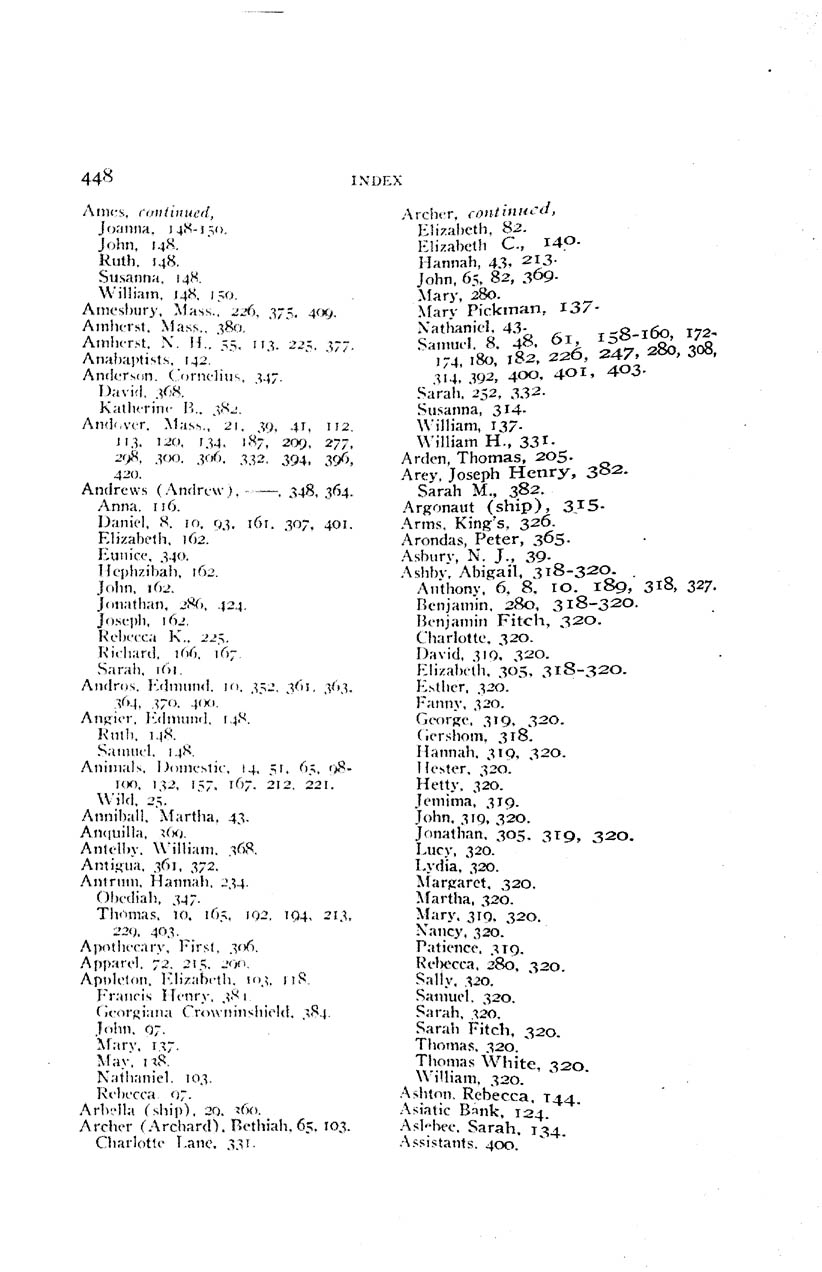 448
INDEX
Ames, continued,
Joanna, 148-150.
John, 148.
Ruth, 148.
Susanna, 148.
William, 148, 150.
Amesbury, Mass., 226, 375, 409.
Amherst, Mass., 380.
Amherst, N. H., 55, 113, 225, 377.
Anabaptists, 142.
Anderson, Cornelius, 347.
David, 368.
Katherine B., 382.
Andover, Mass., 21, 39, 41, 112,
113, 120, 134, 187, 209, 277,
298, 300, 306, 332, 394, 396,
420.
Andrews (Andrew), ——, 348, 364.
Anna, 116.
Daniel, 8, 10, 93, 161, 307, 401.
Elizabeth, 162.
Eunice, 340.
Hephzibah, 162.
John, 162.
Jonathan, 286, 424.
Joseph, 162.
Rebecca K., 225.
Richard, 166, 167.
Sarah, 161.
Andros, Edmund, 10, 352, 361, 363,
364, 370, 400.
Angier, Edmund, 148.
Ruth, 148.
Samuel, 148.
Animals, Domestic, 14, 51, 65, 98-
100, 132, 157, 167, 212, 221.
Wild, 25.
Anniball, Martha, 43.
Anquilla, 369.
Antelby, William, 368.
Antigua, 361, 372.
Antrum, Hannah, 234.
Obediah, 347.
Thomas, 10, 165, 192, 194, 213,
229, 403.
Apothecary, First, 306.
Apparel, 72, 215, 290.
Appleton, Elizabeth, 103, 118.
Francis Henry, 381.
Georgiana Crowninshield, 384.
John, 97.
Mary, 137.
May, 138.
Nathaniel, 103.
Rebecca, 97.
Arbella (ship), 29, 360.
Archer (Archard), Bethiah, 65, 103.
Charlotte Lane, 331.
Archer, continued,
Elizabeth, 82.
Elizabeth C., 140.
Hannah, 43, 213.
John, 65, 82, 369.
Mary, 280.
Mary Pickman, 137.
Nathaniel, 43.
Samuel, 8, 48, 61, 158-160, 172-
174, 180, 182, 226, 247, 280, 308,
314, 392, 400, 401, 403.
Sarah, 252, 332.
Susanna, 314.
William, 137.
William H., 331.
Arden, Thomas, 205.
Arey, Joseph Henry, 382.
Sarah M., 382.
Argonaut (ship), 315.
Arms, King's, 326.
Arondas, Peter, 365.
Asbury, N. J., 39.
Ashby, Abigail, 318-320.
Anthony, 6, 8, 10, 189, 318, 327.
Benjamin, 280, 318-320.
Benjamin Fitch, 320.
Charlotte, 320.
David, 319, 320.
Elizabeth, 305, 318-320.
Esther, 320.
Fanny, 320.
George, 319, 320.
Gershom, 318.
Hannah, 319, 320.
Hester, 320.
Hetty, 320.
Jemima, 319.
John, 319, 320.
Jonathan, 305, 319, 320.
Lucy, 320.
Lydia, 320.
Margaret, 320.
Martha, 320.
Mary, 319, 320.
Nancy, 320.
Patience, 319.
Rebecca, 280, 320.
Sally, 320.
Samuel, 320.
Sarah, 320.
Sarah Fitch, 320.
Thomas, 320.
Thomas White, 320.
William, 320.
Ashton, Rebecca, 144.
Asiatic Bank, 124.
Aslebee, Sarah, 134.
Assistants, 400.